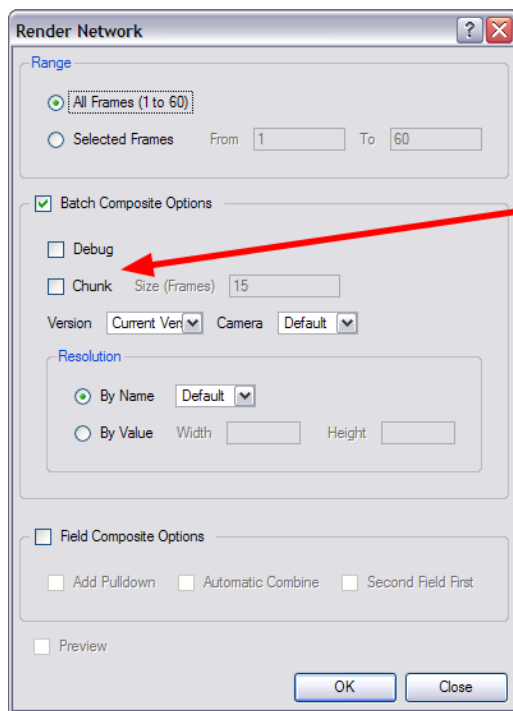 Render Network
Range
All Frames (1 to 60)
Selected Frames From 1 To 60
Batch Composite Options
Debug
Chunk Size (Frames) 15
Version Current Ver Camera Default
Resolution
By Name Default
By Value Width Height
Field Composite Options
Add Pulldown Automatic Combine Second Field First
Preview
OK Close